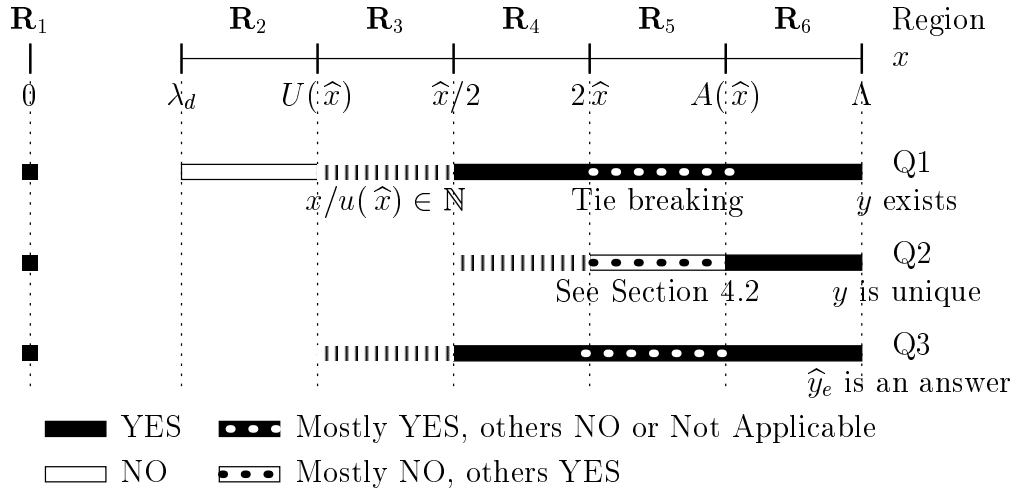 R₁ R₂ R₃ R₄ R₅ R₆ Region
x
0 λ_d U(x̂) x̂/2 2x̂ A(x̂) Λ
Q1
x/u(x̂) ∈ ℕ Tie breaking y exists
Q2
See Section 4.2 y is unique
Q3
ŷₑ is an answer
YES Mostly YES, others NO or Not Applicable
NO Mostly NO, others YES